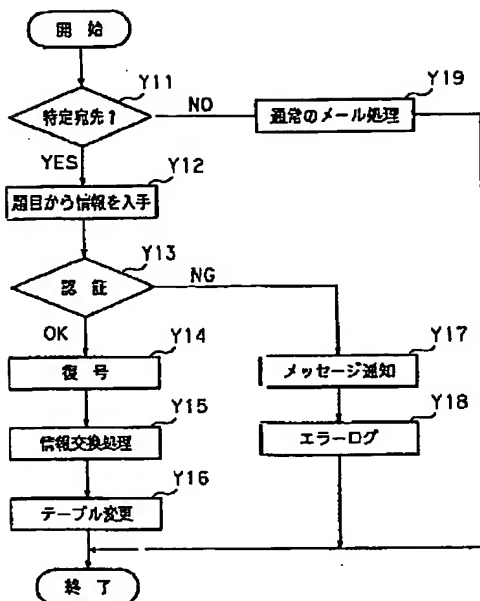 開始
Y11
特定宛先?
NO
Y19
通常のメール処理
YES
Y12
題目から情報を入手
Y13
認証
NG
OK
Y14
復号
Y17
メッセージ通知
Y15
情報交換処理
Y18
エラーログ
Y16
テーブル変更
終了